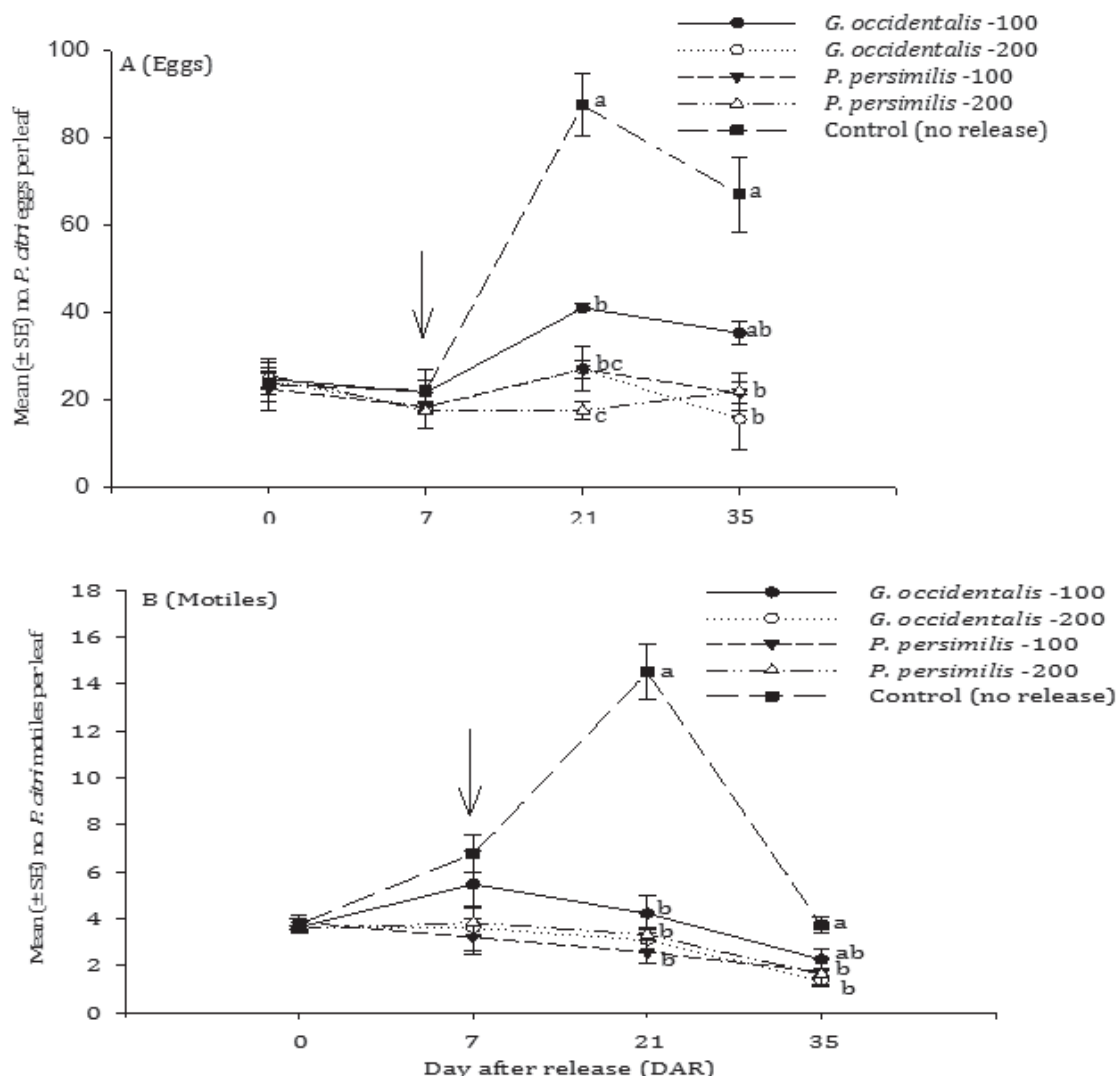 G. occidentalis -100
G. occidentalis -200
P. persimilis -100
P. persimilis -200
Control (no release)
A (Eggs)
Mean (± SE) no. P. citri eggs per leaf
100
80
60
40
20
0
a
a
b
ab
bc
b
c
b
0 7 21 35
B (Motiles)
G. occidentalis -100
G. occidentalis -200
P. persimilis -100
P. persimilis -200
Control (no release)
Mean (± SE) no. P. citri motiles per leaf
18
16
14
12
10
8
6
4
2
0
a
b
b
b
a
ab
b
b
0 7 21 35
Day after release (DAR)